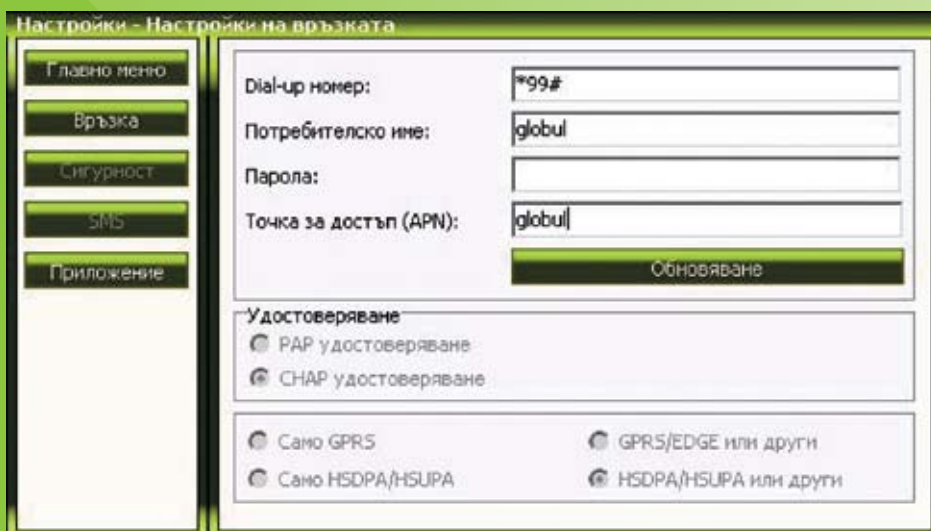 Настройки - Настройки на връзката
Главно меню
Връзка
Сигурност
SMS
Приложение
Dial-up номер:
*99#
Потребителско име:
globul
Парола:
Точка за достъп (APN):
globul
Обновяване
Удостоверяване
PAP удостоверяване
CHAP удостоверяване
Само GPRS
GPRS/EDGE или други
Само HSDPA/HSUPA
HSDPA/HSUPA или други